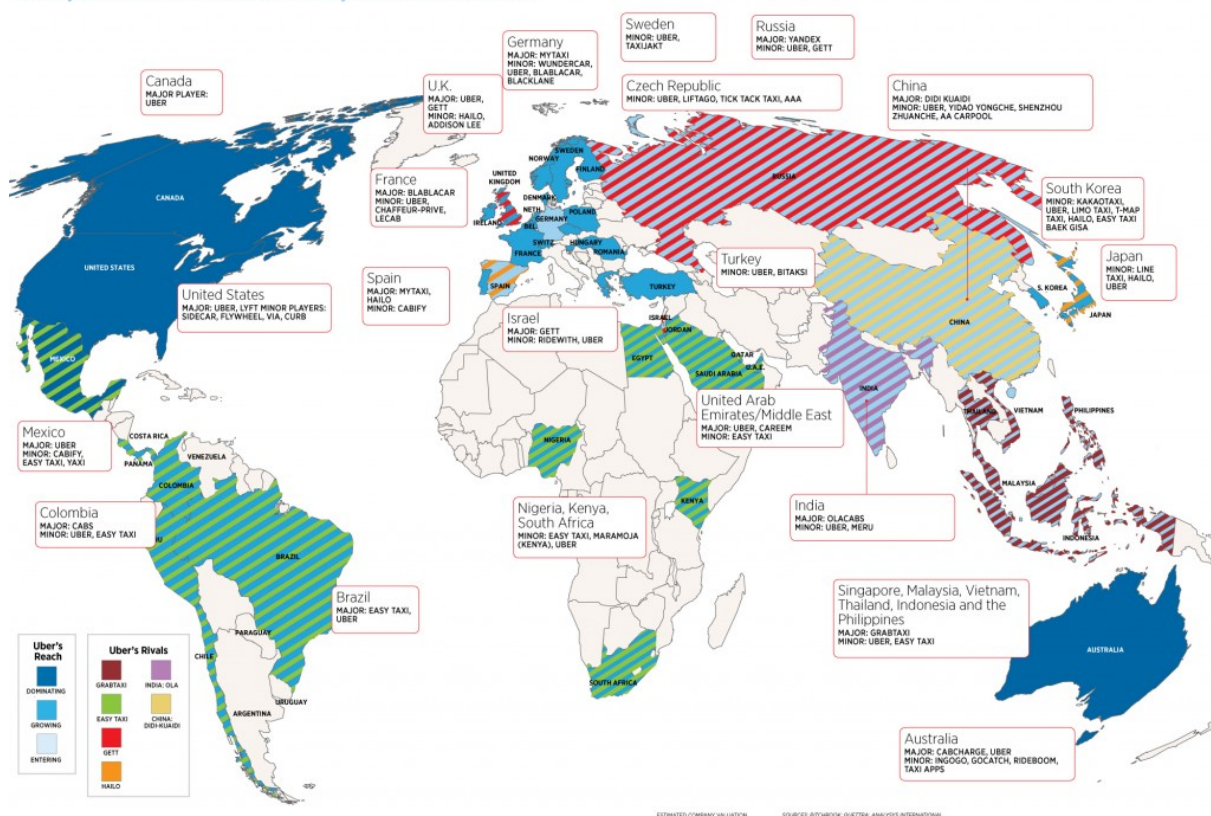 Sweden
MINOR: UBER,
TAXIJAKT
Russia
MAJOR: YANDEX
MINOR: UBER, GETT
Germany
MAJOR: MYTAXI
MINOR: WUNDERCAR,
UBER, BLABLACAR,
BLACKLANE
Canada
MAJOR PLAYER:
UBER
U.K.
MAJOR: UBER,
GETT
MINOR: HAILO,
ADDISON LEE
Czech Republic
MINOR: UBER, LIFTAGO, TICK TACK TAXI, AAA
China
MAJOR: DIDI KUAIDI
MINOR: UBER, YIDAO YONGCHE, SHENZHOU
ZHUANCHE, AA CARPOOL
France
MAJOR: BLABLACAR
MINOR: UBER,
CHAFFEUR-PRIVE,
LECAB
South Korea
MINOR: KAKAOTAXI,
UBER, LIMO TAXI, T-MAP
TAXI, HAILO, EASY TAXI
BAEK GISA
Japan
MINOR: LINE
TAXI, HAILO,
UBER
Turkey
MINOR: UBER, BITAKSI
Spain
MAJOR: MYTAXI,
HAILO
MINOR: CABIFY
United States
MAJOR: UBER, LYFT MINOR PLAYERS:
SIDECAR, FLYWHEEL, VIA, CURB
Israel
MAJOR: GETT
MINOR: RIDEWITH, UBER
United Arab
Emirates/Middle East
MAJOR: UBER, CAREEM
MINOR: EASY TAXI
Mexico
MAJOR: UBER
MINOR: CABIFY,
EASY TAXI, YAXI
Colombia
MAJOR: CABS
MINOR: UBER, EASY TAXI
Nigeria, Kenya,
South Africa
MINOR: EASY TAXI, MARAMOJA
(KENYA), UBER
India
MAJOR: OLACABS
MINOR: UBER, MERU
Brazil
MAJOR: EASY TAXI,
UBER
Singapore, Malaysia, Vietnam,
Thailand, Indonesia and the
Philippines
MAJOR: GRABTAXI
MINOR: UBER, EASY TAXI
Australia
MAJOR: CABCHARGE, UBER
MINOR: INGOGO, GOCATCH, RIDEBOOM,
TAXI APPS
CANADA
UNITED STATES
MEXICO
COSTA RICA
PANAMA
VENEZUELA
COLOMBIA
BRAZIL
PARAGUAY
CHILE
URUGUAY
ARGENTINA
SWEDEN
NORWAY
FINLAND
UNITED
KINGDOM
DENMARK
IRELAND
NETH.
BEL.
GERMANY
POLAND
SWITZ
HUNGARY
FRANCE
ROMANIA
SPAIN
TURKEY
RUSSIA
ISRAEL
JORDAN
EGYPT
QATAR
SAUDI ARABIA
U.A.E.
NIGERIA
KENYA
SOUTH AFRICA
CHINA
S. KOREA
JAPAN
INDIA
THAILAND
VIETNAM
PHILIPPINES
MALAYSIA
INDONESIA
AUSTRALIA
Uber's
Reach
DOMINATING
GROWING
ENTERING
Uber's Rivals
GRABTAXI
INDIA: OLA
EASY TAXI
CHINA:
DIDI-KUAIDI
GETT
HAILO